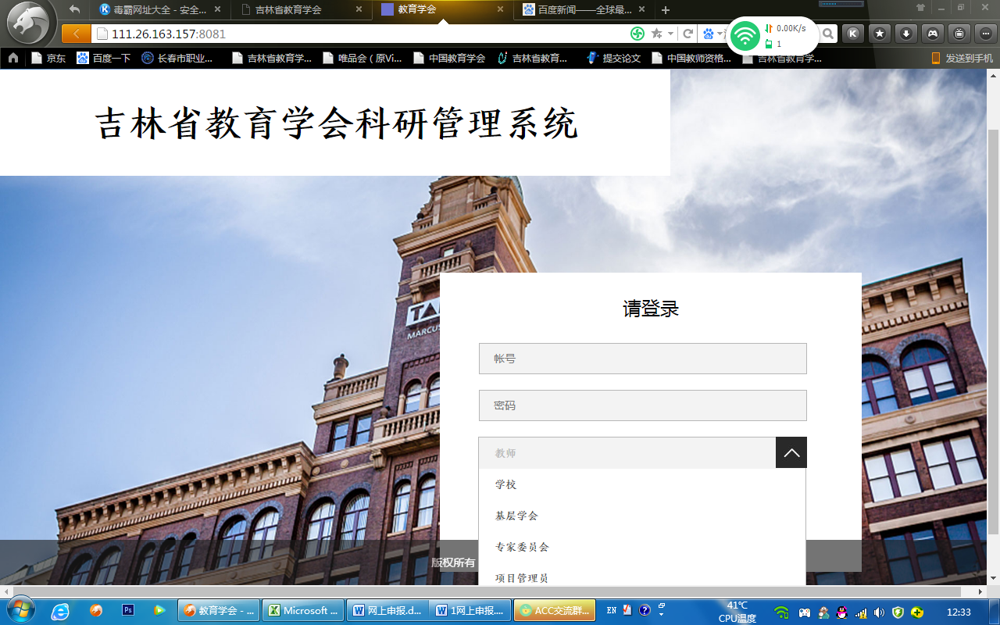 毒霸网址大全 - 安全...
吉林省教育学会
教育学会
百度新闻——全球最...
111.26.163.157:8081
0.00K/s
1
京东
百度一下
长春市职业...
吉林省教育学...
唯品会（原Vi...
中国教育学会
吉林省教育...
提交论文
中国教师资格...
吉林省教育学...
发送到手机
吉林省教育学会科研管理系统
TA
MARCUS
请登录
帐号
密码
教师
学校
基层学会
专家委员会
项目管理员
版权所有
教育学会 - ...
Microsoft ...
网上申报.d...
1网上申报....
ACC交流群...
EN
41℃
CPU温度
12:33